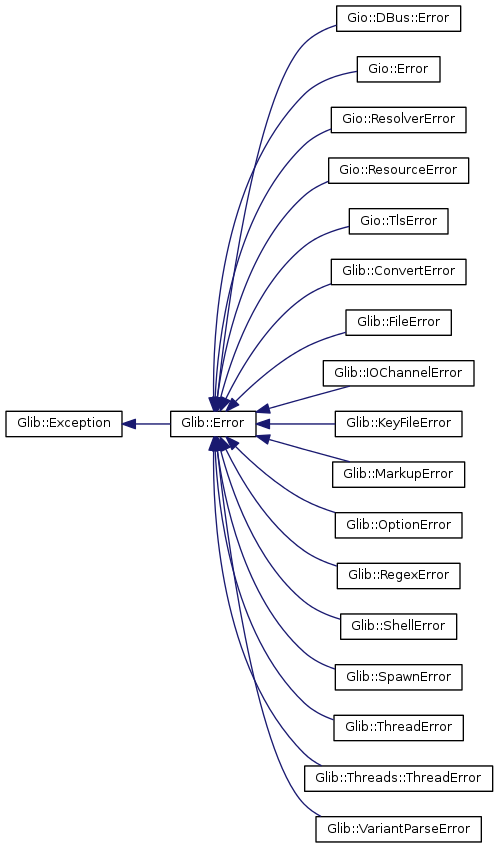 Gio::DBus::Error
Gio::Error
Gio::ResolverError
Gio::ResourceError
Gio::TlsError
Glib::ConvertError
Glib::FileError
Glib::IOChannelError
Glib::Exception
Glib::Error
Glib::KeyFileError
Glib::MarkupError
Glib::OptionError
Glib::RegexError
Glib::ShellError
Glib::SpawnError
Glib::ThreadError
Glib::Threads::ThreadError
Glib::VariantParseError